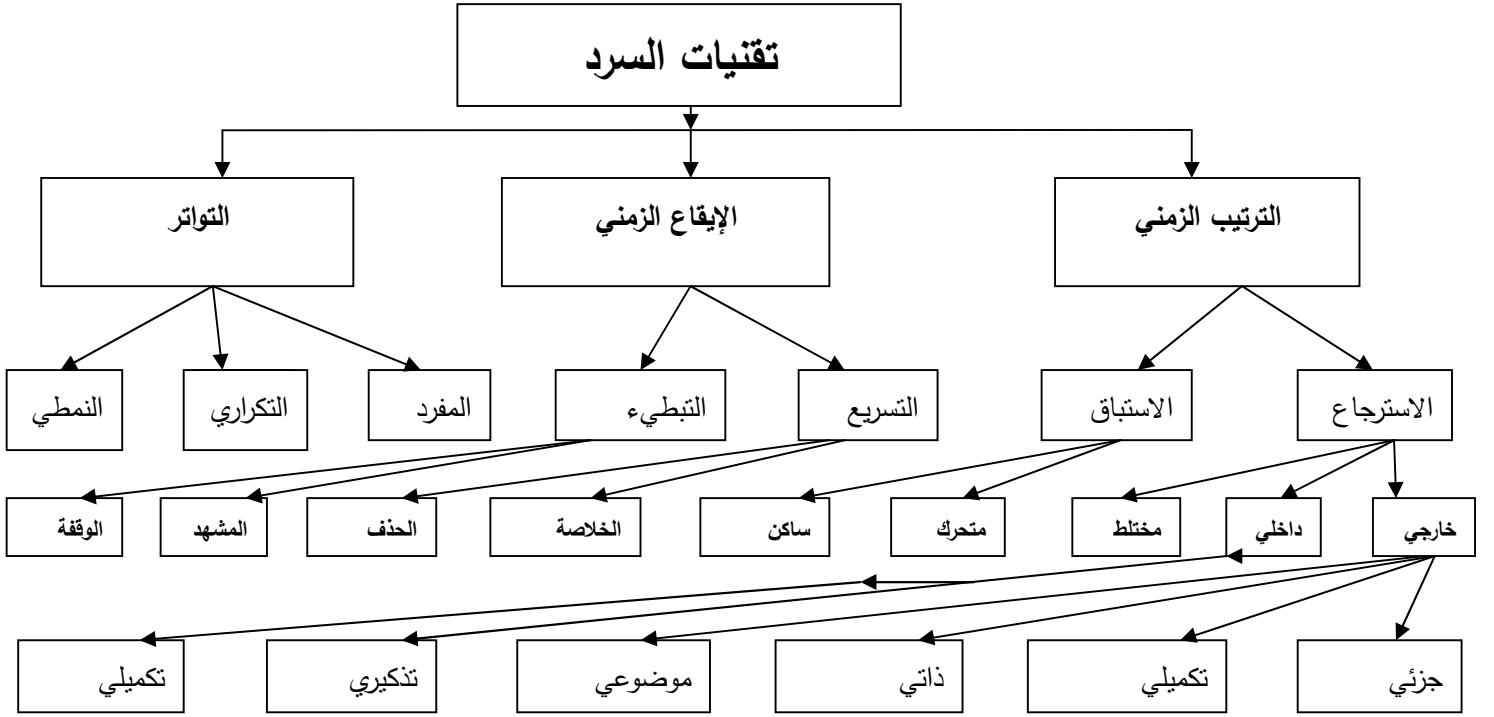 تقنيات السرد
الترتيب الزمني
الإيقاع الزمني
التواتر
الاسترجاع
الاستباق
التسريع
التبطيء
المفرد
التكراري
النمطي
خارجي
داخلي
مختلط
متحرك
ساكن
الخلاصة
الحذف
المشهد
الوقفة
جزئي
تكميلي
ذاتي
موضوعي
تذكيري
تكميلي